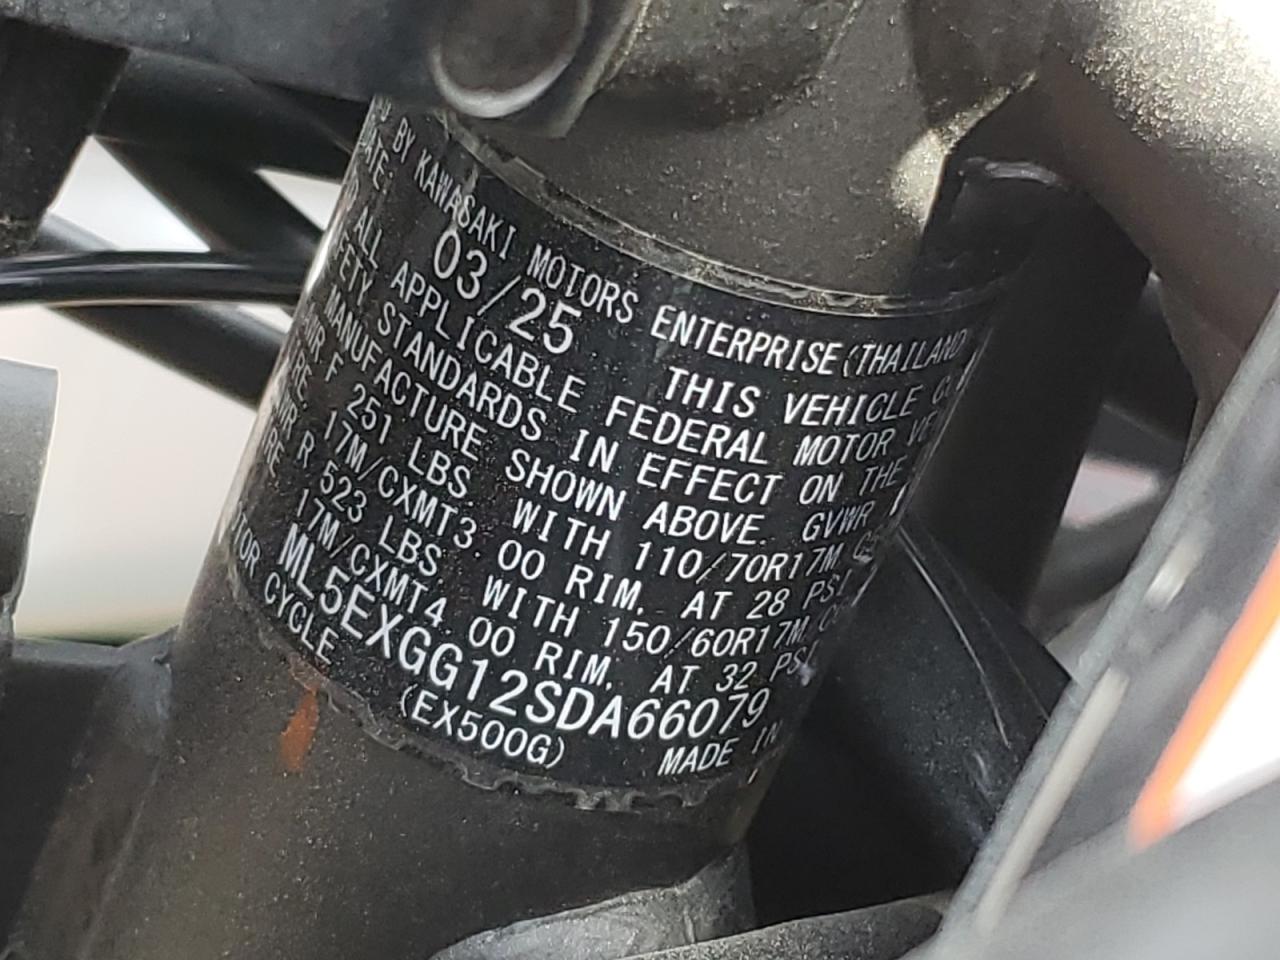 BY KAWASAKI MOTORS ENTERPRISE (THAILAND)
DATE 03/25 THIS VEHICLE
ALL APPLICABLE FEDERAL MOTOR
STANDARDS IN EFFECT ON THE
MANUFACTURE SHOWN ABOVE. GVWR
F 251 LBS. WITH 110/70R17M
17M/CXMT3.00 RIM. AT 28 PSI
R 523 LBS. WITH 150/60R17M
17M/CXMT4.00 RIM. AT 32 PSI
ML5EXGG12SDA66079
CYCLE (EX500G) MADE IN